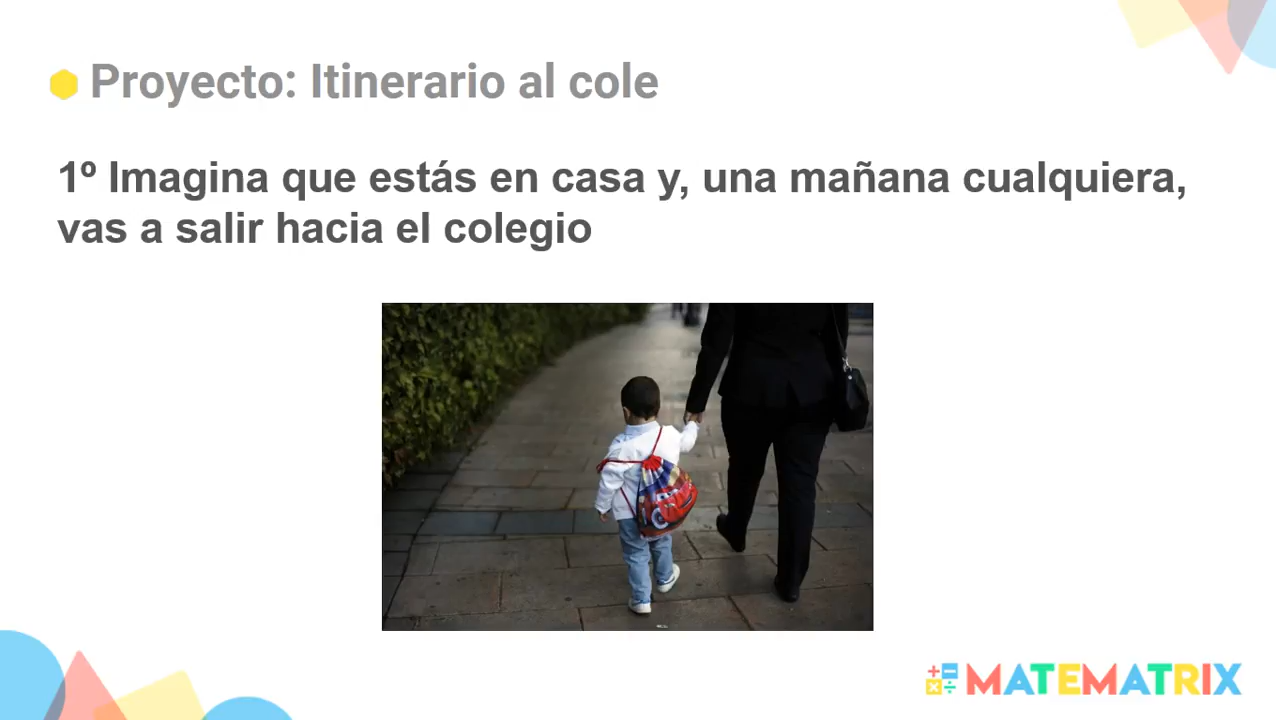 Proyecto: Itinerario al cole
1º Imagina que estás en casa y, una mañana cualquiera,
vas a salir hacia el colegio
MATEMATRIX